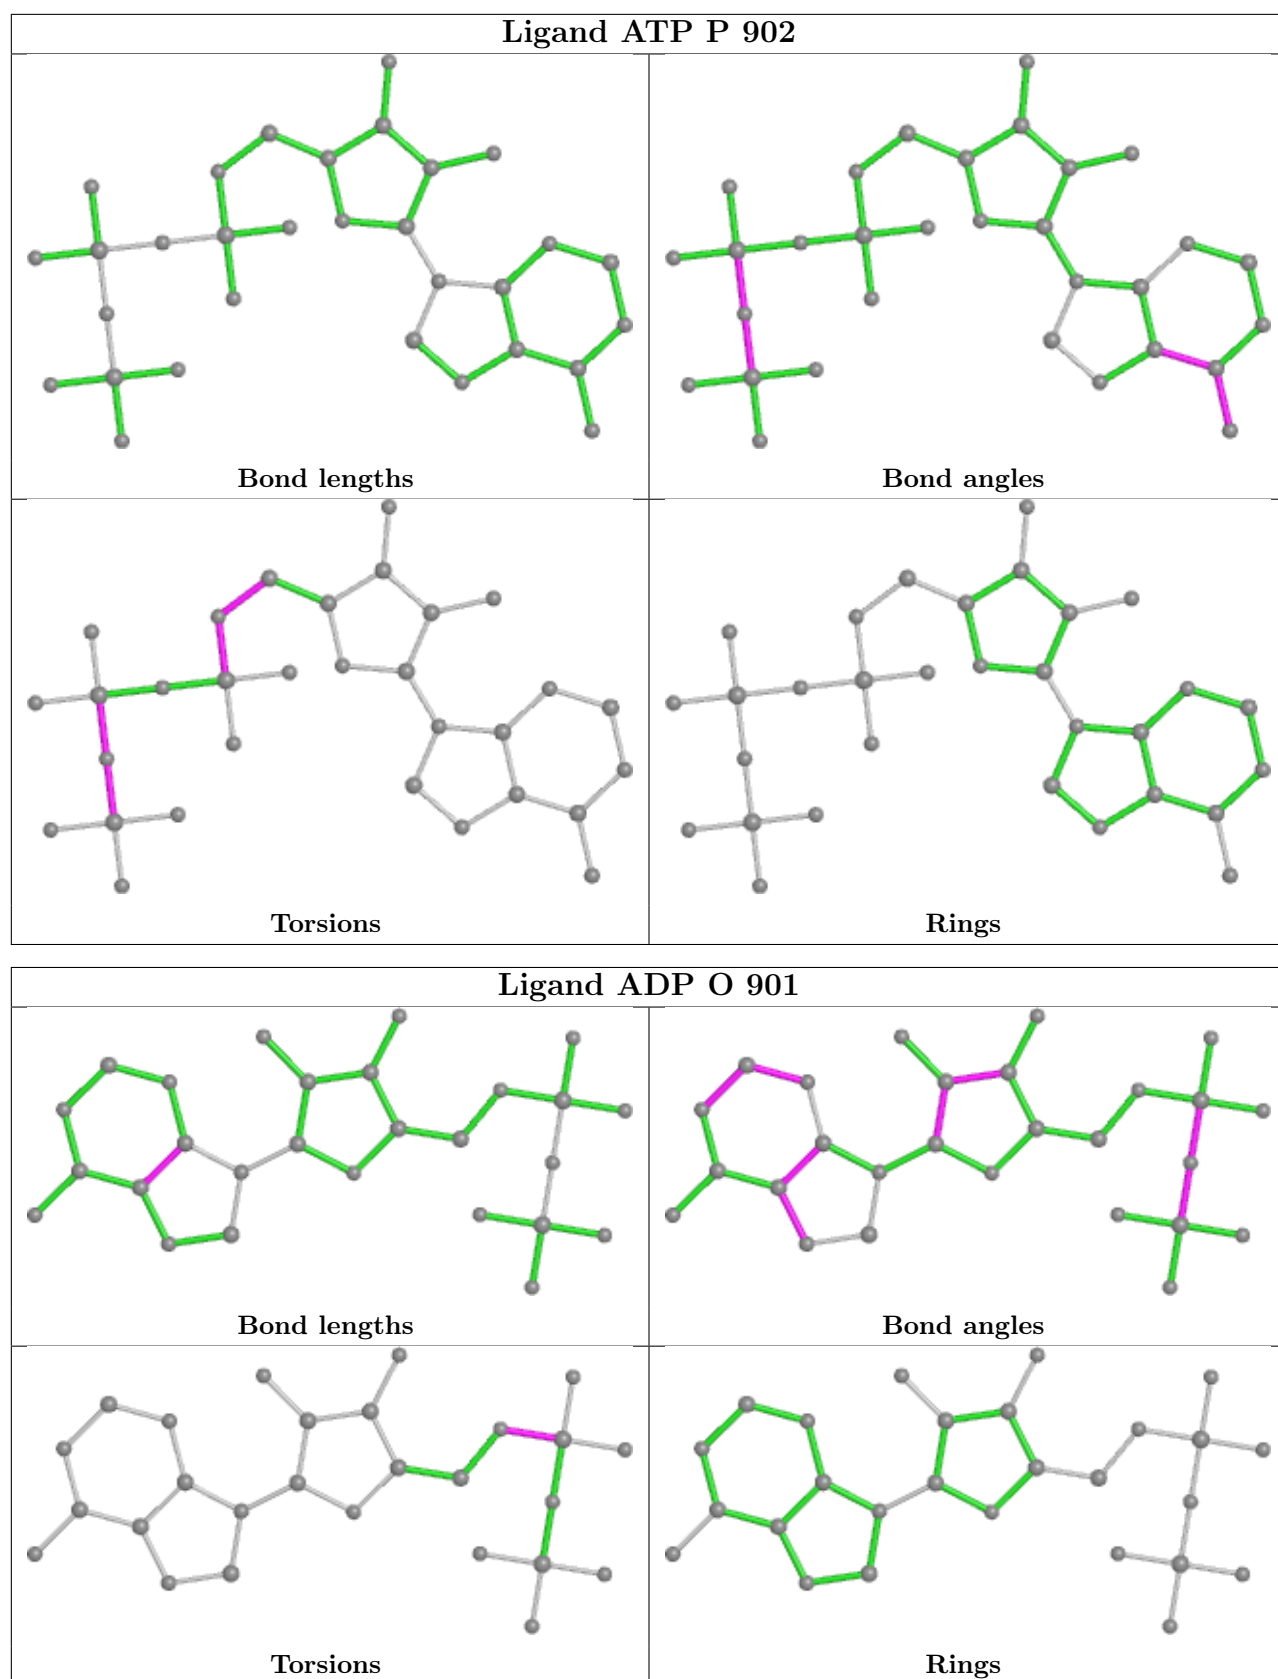 Ligand ATP P 902
Bond lengths
Bond angles
Torsions
Rings
Ligand ADP O 901
Bond lengths
Bond angles
Torsions
Rings